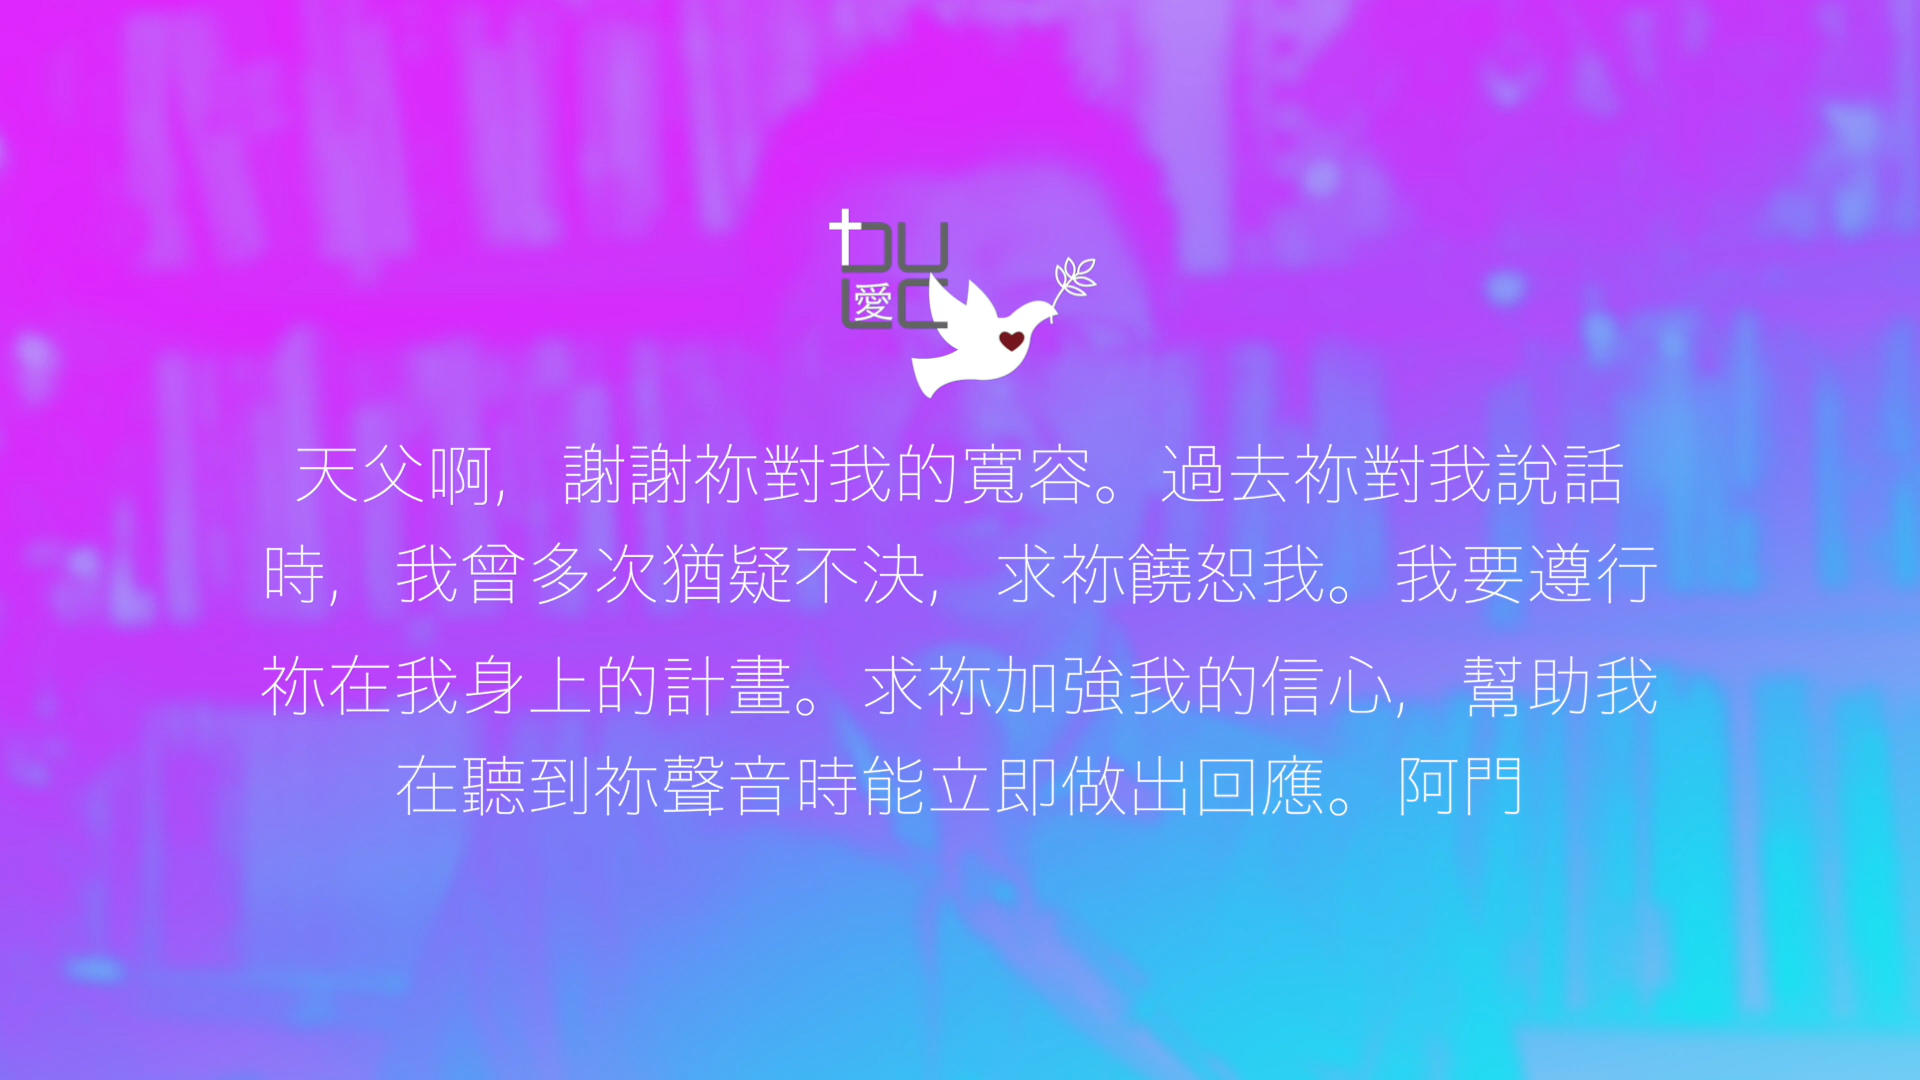 愛
天父啊，謝謝祢對我的寬容。過去祢對我說話
時，我曾多次猶疑不決，求祢饒恕我。我要遵行
祢在我身上的計畫。求祢加強我的信心，幫助我
在聽到祢聲音時能立即做出回應。阿門